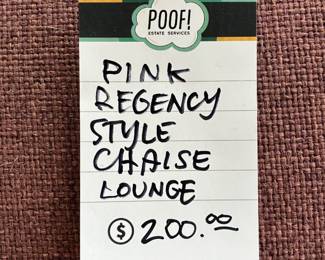 POOF!
ESTATE SERVICES
PINK
REGENCY
STYLE
CHAISE
LOUNGE
$ 200.00